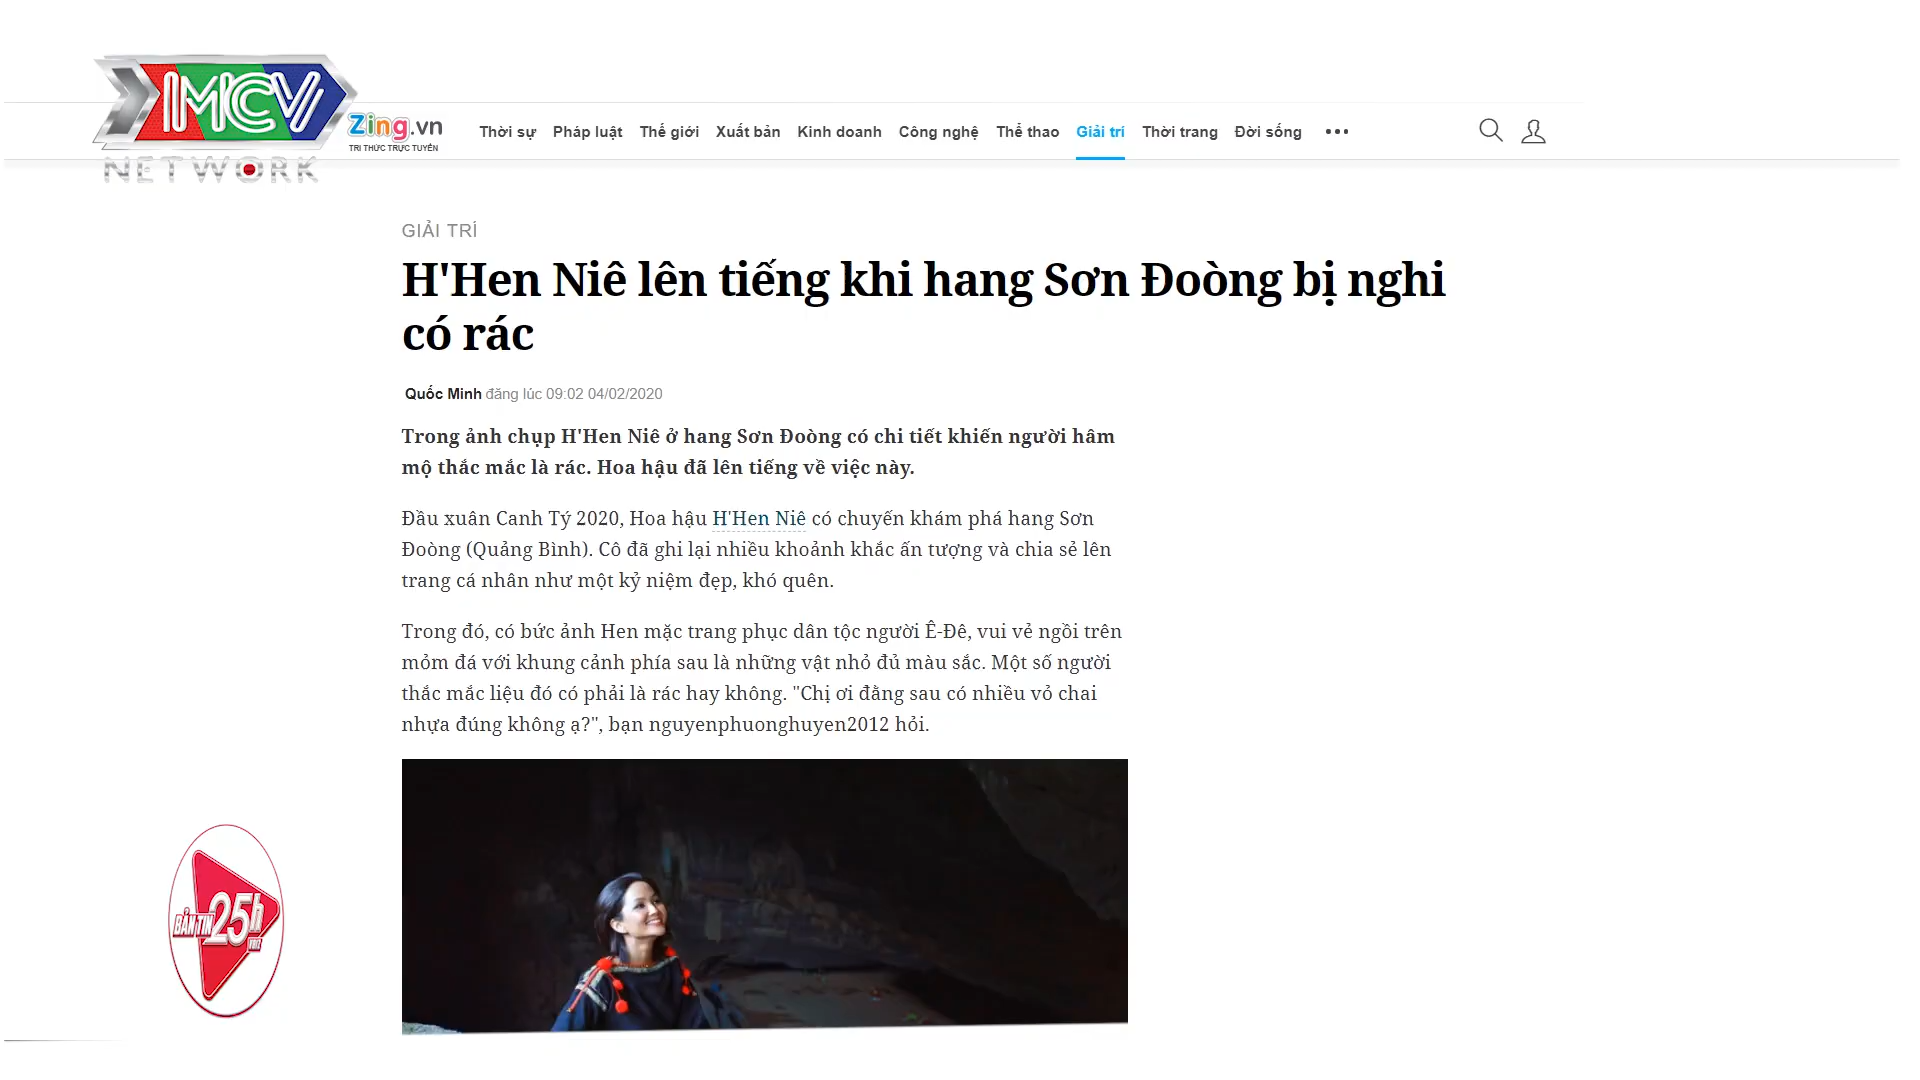 MCV
NETWORK
Zing.vn
TRI THỨC TRỰC TUYẾN
Thời sự Pháp luật Thế giới Xuất bản Kinh doanh Công nghệ Thể thao Giải trí Thời trang Đời sống
GIẢI TRÍ
H'Hen Niê lên tiếng khi hang Sơn Đoòng bị nghi
có rác
Quốc Minh đăng lúc 09:02 04/02/2020
Trong ảnh chụp H'Hen Niê ở hang Sơn Đoòng có chi tiết khiến người hâm
mộ thắc mắc là rác. Hoa hậu đã lên tiếng về việc này.
Đầu xuân Canh Tý 2020, Hoa hậu H'Hen Niê có chuyến khám phá hang Sơn
Đoòng (Quảng Bình). Cô đã ghi lại nhiều khoảnh khắc ấn tượng và chia sẻ lên
trang cá nhân như một kỷ niệm đẹp, khó quên.
Trong đó, có bức ảnh Hen mặc trang phục dân tộc người Ê-Đê, vui vẻ ngồi trên
mỏm đá với khung cảnh phía sau là những vật nhỏ đủ màu sắc. Một số người
thắc mắc liệu đó có phải là rác hay không. "Chị ơi đằng sau có nhiều vỏ chai
nhựa đúng không ạ?", bạn nguyenphuonghuyen2012 hỏi.
BẢN TIN 25h